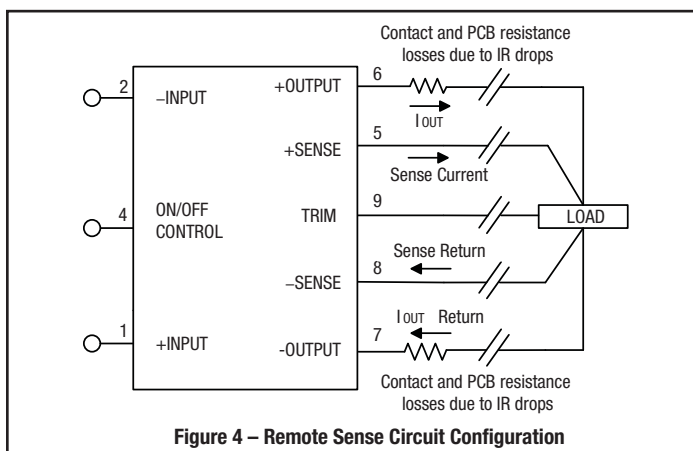 Contact and PCB resistance
losses due to IR drops
2
−INPUT
+OUTPUT
6
IOUT
+SENSE
5
Sense Current
4
ON/OFF
CONTROL
TRIM
9
LOAD
Sense Return
−SENSE
8
IOUT Return
1
+INPUT
-OUTPUT
7
Contact and PCB resistance
losses due to IR drops
Figure 4 – Remote Sense Circuit Configuration